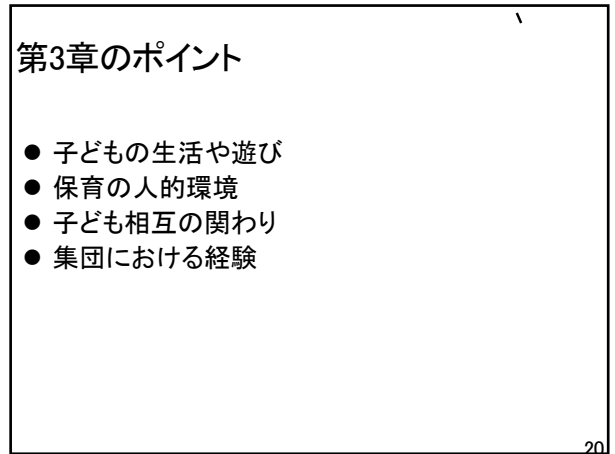 第3章のポイント
● 子どもの生活や遊び
● 保育の人的環境
● 子ども相互の関わり
● 集団における経験
20